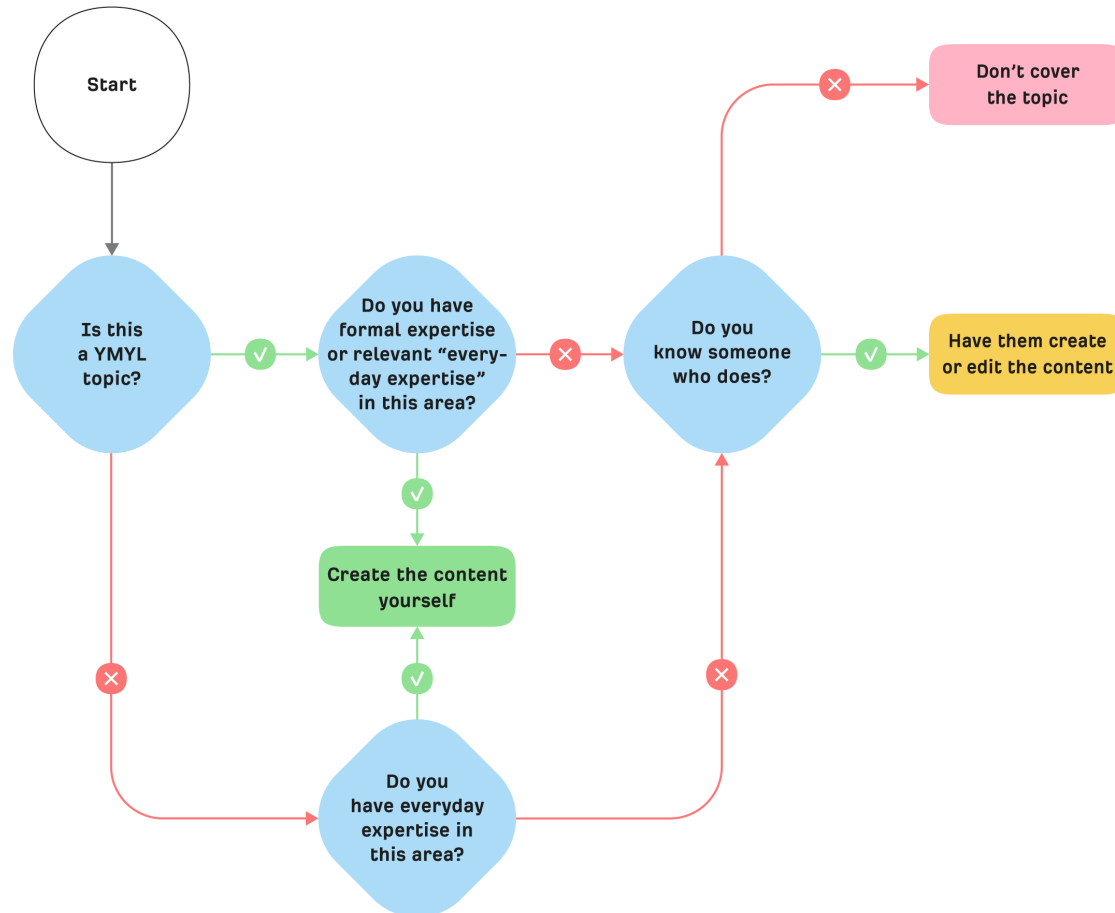 Start
Don’t cover
the topic
Is this
a YMYL
topic?
Do you have
formal expertise
or relevant “every-
day expertise”
in this area?
Do you
know someone
who does?
Have them create
or edit the content
Create the content
yourself
Do you
have everyday
expertise in
this area?